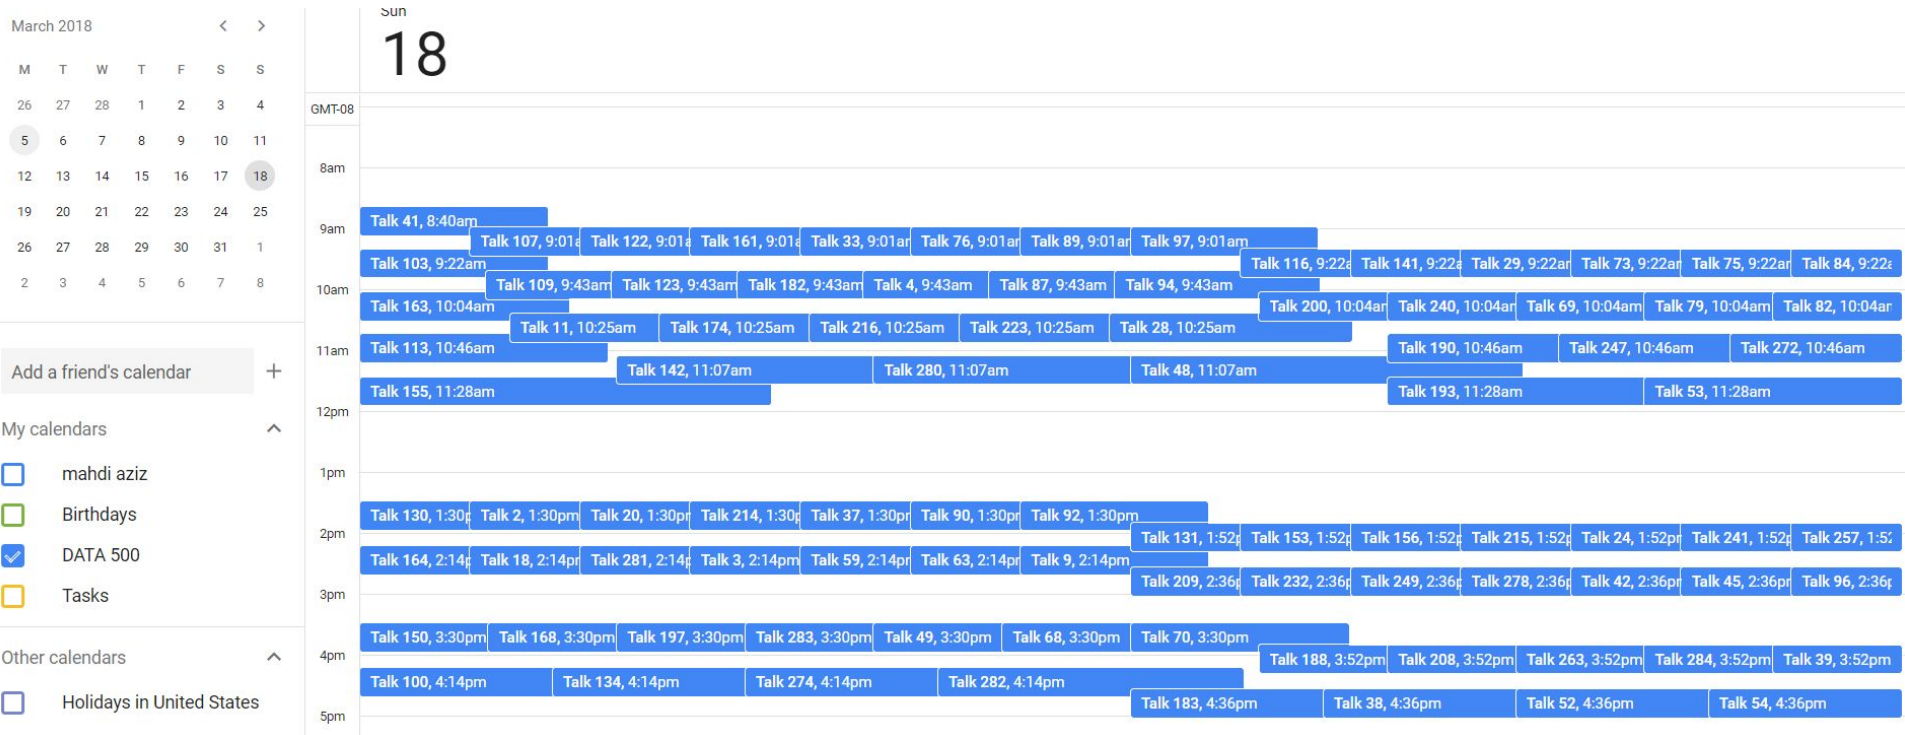 March 2018
M T W T F S S
26 27 28 1 2 3 4
5 6 7 8 9 10 11
12 13 14 15 16 17 18
19 20 21 22 23 24 25
26 27 28 29 30 31 1
2 3 4 5 6 7 8
Add a friend's calendar
My calendars
mahdi aziz
Birthdays
DATA 500
Tasks
Other calendars
Holidays in United States
Sun
18
GMT-08
8am
Talk 41, 8:40am
9am
Talk 107, 9:01a Talk 122, 9:01a Talk 161, 9:01a Talk 33, 9:01ar Talk 76, 9:01ar Talk 89, 9:01ar Talk 97, 9:01am
Talk 103, 9:22am Talk 116, 9:22a Talk 141, 9:22a Talk 29, 9:22ar Talk 73, 9:22ar Talk 75, 9:22ar Talk 84, 9:22a
Talk 109, 9:43am Talk 123, 9:43am Talk 182, 9:43am Talk 4, 9:43am Talk 87, 9:43am Talk 94, 9:43am
10am
Talk 163, 10:04am Talk 200, 10:04ar Talk 240, 10:04ar Talk 69, 10:04am Talk 79, 10:04am Talk 82, 10:04ar
Talk 11, 10:25am Talk 174, 10:25am Talk 216, 10:25am Talk 223, 10:25am Talk 28, 10:25am
11am
Talk 113, 10:46am Talk 190, 10:46am Talk 247, 10:46am Talk 272, 10:46am
Talk 142, 11:07am Talk 280, 11:07am Talk 48, 11:07am
Talk 155, 11:28am Talk 193, 11:28am Talk 53, 11:28am
12pm
1pm
Talk 130, 1:30p Talk 2, 1:30pm Talk 20, 1:30pr Talk 214, 1:30p Talk 37, 1:30pr Talk 90, 1:30pr Talk 92, 1:30pm
2pm
Talk 131, 1:52p Talk 153, 1:52p Talk 156, 1:52p Talk 215, 1:52p Talk 24, 1:52pr Talk 241, 1:52p Talk 257, 1:52
Talk 164, 2:14p Talk 18, 2:14pr Talk 281, 2:14p Talk 3, 2:14pm Talk 59, 2:14pr Talk 63, 2:14pr Talk 9, 2:14pm
Talk 209, 2:36p Talk 232, 2:36p Talk 249, 2:36p Talk 278, 2:36p Talk 42, 2:36pr Talk 45, 2:36pr Talk 96, 2:36p
3pm
Talk 150, 3:30pm Talk 168, 3:30pm Talk 197, 3:30pm Talk 283, 3:30pm Talk 49, 3:30pm Talk 68, 3:30pm Talk 70, 3:30pm
4pm
Talk 188, 3:52pm Talk 208, 3:52pm Talk 263, 3:52pm Talk 284, 3:52pm Talk 39, 3:52pm
Talk 100, 4:14pm Talk 134, 4:14pm Talk 274, 4:14pm Talk 282, 4:14pm
Talk 183, 4:36pm Talk 38, 4:36pm Talk 52, 4:36pm Talk 54, 4:36pm
5pm